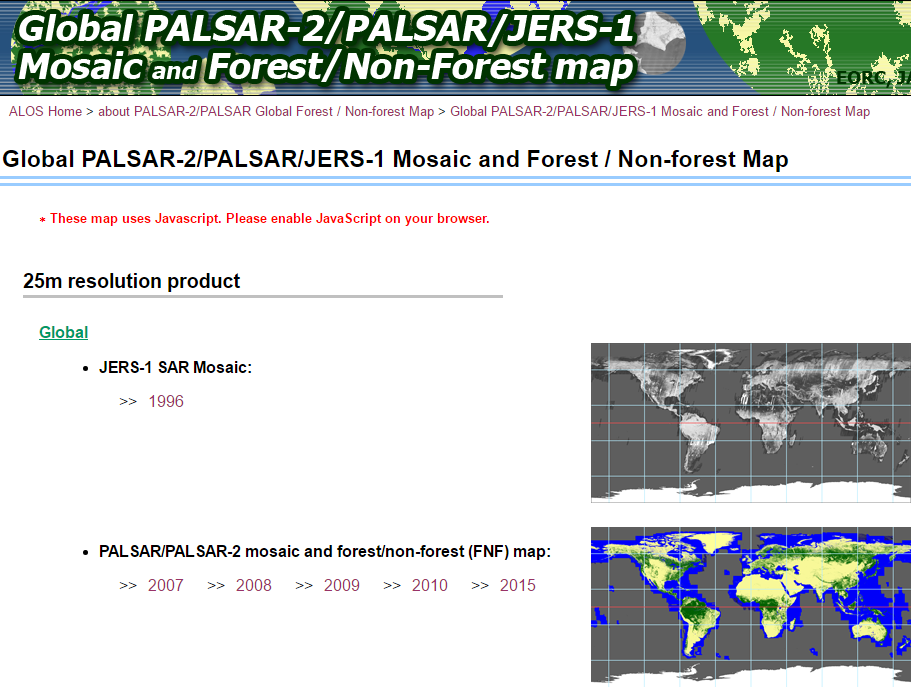 Global PALSAR-2/PALSAR/JERS-1
Mosaic and Forest/Non-Forest map
EORC, JA
ALOS Home > about PALSAR-2/PALSAR Global Forest / Non-forest Map > Global PALSAR-2/PALSAR/JERS-1 Mosaic and Forest / Non-forest Map
Global PALSAR-2/PALSAR/JERS-1 Mosaic and Forest / Non-forest Map
* These map uses Javascript. Please enable JavaScript on your browser.
25m resolution product
Global
• JERS-1 SAR Mosaic:
>> 1996
• PALSAR/PALSAR-2 mosaic and forest/non-forest (FNF) map:
>> 2007 >> 2008 >> 2009 >> 2010 >> 2015